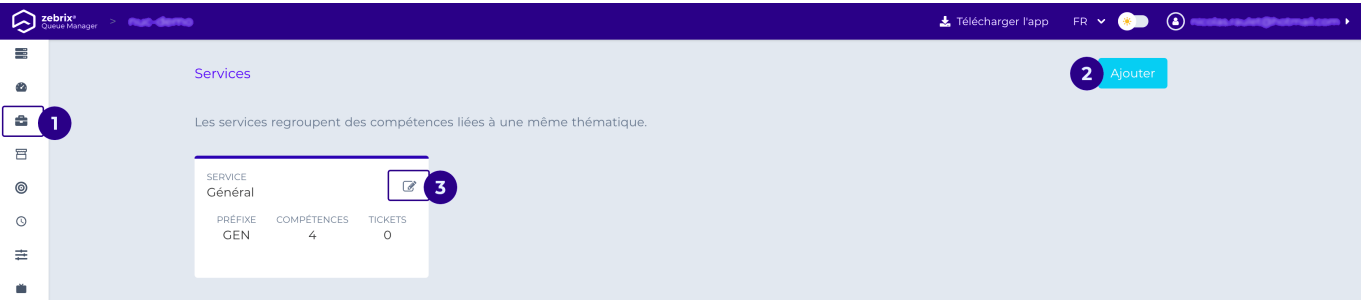 zebrix®
Queue Manager
>
Télécharger l'app
FR
Services
2
Ajouter
1
Les services regroupent des compétences liées à une même thématique.
SERVICE
Général
3
PRÉFIXE COMPÉTENCES TICKETS
GEN 4 0